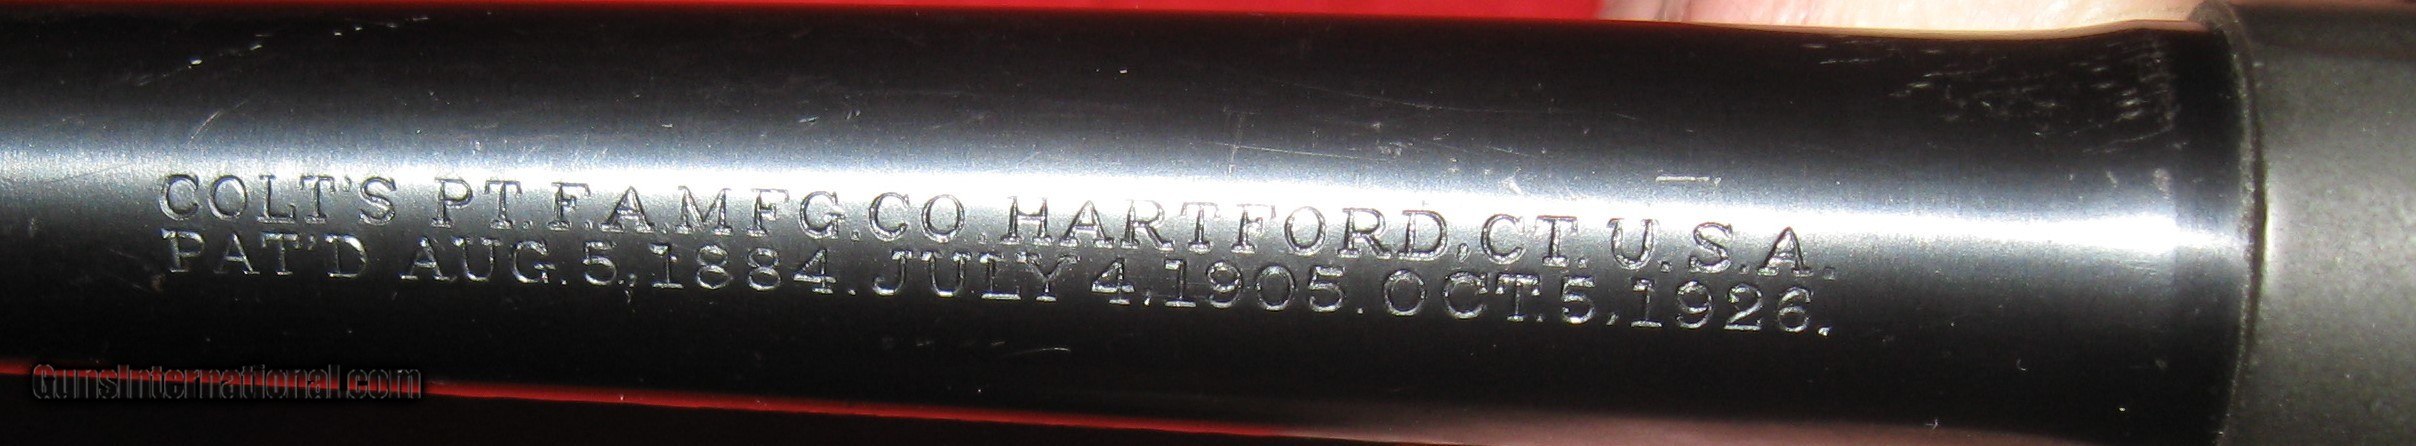 COLT'S PT.F.A.MFG.CO.HARTFORD,CT.U.S.A.
PAT'D AUG.5,1884.JULY 4,1905.OCT.5,1926.
GunsInternational.com